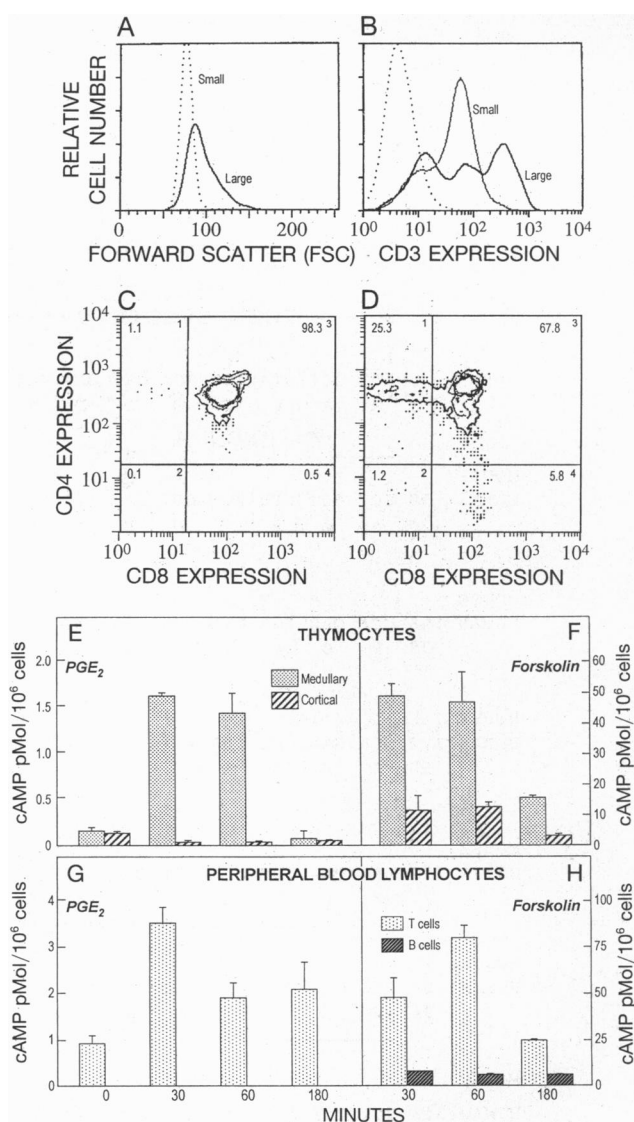 A
B
RELATIVE
CELL NUMBER
Small
Large
Small
Large
0 100 200
10⁰ 10¹ 10² 10³ 10⁴
FORWARD SCATTER (FSC)
CD3 EXPRESSION
C
D
CD4 EXPRESSION
10⁴
10³
10²
10¹
1.1 1
98.3 3
0.1 2
0.5 4
25.3 1
67.8 3
1.2 2
5.8 4
10⁰ 10¹ 10² 10³
10⁰ 10¹ 10² 10³ 10⁴
CD8 EXPRESSION
CD8 EXPRESSION
E
THYMOCYTES
F
PGE₂
Forskolin
Medullary
Cortical
cAMP pMol/10⁶ cells
2.0
1.5
1.0
0.5
0
60
50
40
30
20
10
0
cAMP pMol/10⁶ cells
G
PERIPHERAL BLOOD LYMPHOCYTES
H
PGE₂
Forskolin
T cells
B cells
cAMP pMol/10⁶ cells
4
3
2
1
0
100
75
50
25
0
cAMP pMol/10⁶ cells
0 30 60 180
30 60 180
MINUTES